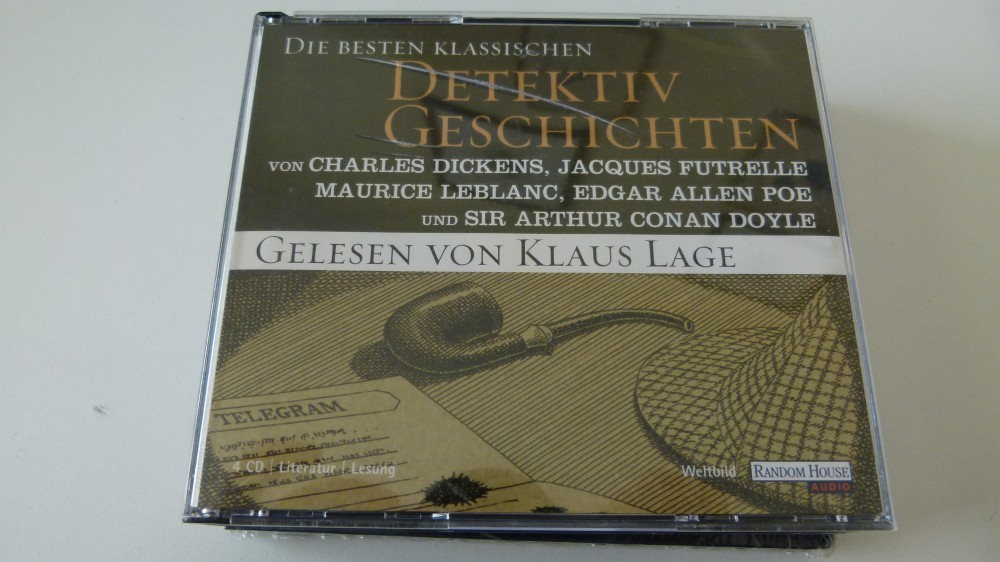 DIE BESTEN KLASSISCHEN
DETEKTIV
GESCHICHTEN
VON CHARLES DICKENS, JACQUES FUTRELLE
MAURICE LEBLANC, EDGAR ALLEN POE
UND SIR ARTHUR CONAN DOYLE
GELESEN VON KLAUS LAGE
TELEGRAM
4 CD | Literatur | Lesung
Weltbild
RANDOM HOUSE
AUDIO